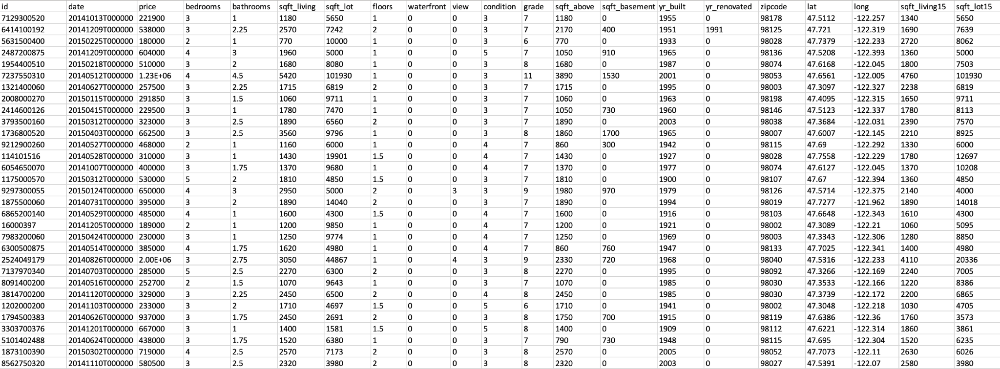 id date price bedrooms bathrooms sqft_living sqft_lot floors waterfront view condition grade sqft_above sqft_basement yr_built yr_renovated zipcode lat long sqft_living15 sqft_lot15
7129300520 20141013T000000 221900 3 1 1180 5650 1 0 0 3 7 1180 0 1955 0 98178 47.5112 -122.257 1340 5650
6414100192 20141209T000000 538000 3 2.25 2570 7242 2 0 0 3 7 2170 400 1951 1991 98125 47.721 -122.319 1690 7639
5631500400 20150225T000000 180000 2 1 770 10000 1 0 0 3 6 770 0 1933 0 98028 47.7379 -122.233 2720 8062
2487200875 20141209T000000 604000 4 3 1960 5000 1 0 0 5 7 1050 910 1965 0 98136 47.5208 -122.393 1360 5000
1954400510 20150218T000000 510000 3 2 1680 8080 1 0 0 3 8 1680 0 1987 0 98074 47.6168 -122.045 1800 7503
7237550310 20140512T000000 1.23E+06 4 4.5 5420 101930 1 0 0 3 11 3890 1530 2001 0 98053 47.6561 -122.005 4760 101930
1321400060 20140627T000000 257500 3 2.25 1715 6819 2 0 0 3 7 1715 0 1995 0 98003 47.3097 -122.327 2238 6819
2008000270 20150115T000000 291850 3 1.5 1060 9711 1 0 0 3 7 1060 0 1963 0 98198 47.4095 -122.315 1650 9711
2414600126 20150415T000000 229500 3 1 1780 7470 1 0 0 3 7 1050 730 1960 0 98146 47.5123 -122.337 1780 8113
3793500160 20150312T000000 323000 3 2.5 1890 6560 2 0 0 3 7 1890 0 2003 0 98038 47.3684 -122.031 2390 7570
1736800520 20150403T000000 662500 3 2.5 3560 9796 1 0 0 3 8 1860 1700 1965 0 98007 47.6007 -122.145 2210 8925
9212900260 20140527T000000 468000 2 1 1160 6000 1 0 0 4 7 860 300 1942 0 98115 47.69 -122.292 1330 6000
114101516 20140528T000000 310000 3 1 1430 19901 1.5 0 0 4 7 1430 0 1927 0 98028 47.7558 -122.229 1780 12697
6054650070 20141007T000000 400000 3 1.75 1370 9680 1 0 0 4 7 1370 0 1977 0 98074 47.6127 -122.045 1370 10208
1175000570 20150312T000000 530000 5 2 1810 4850 1.5 0 0 3 7 1810 0 1900 0 98107 47.67 -122.394 1360 4850
9297300055 20150124T000000 650000 4 3 2950 5000 2 0 3 3 9 1980 970 1979 0 98126 47.5714 -122.375 2140 4000
1875500060 20140731T000000 395000 3 2 1890 14040 2 0 0 3 7 1890 0 1994 0 98019 47.7277 -121.962 1890 14018
6865200140 20140529T000000 485000 4 1 1600 4300 1.5 0 0 4 7 1600 0 1916 0 98103 47.6648 -122.343 1610 4300
16000397 20141205T000000 189000 2 1 1200 9850 1 0 0 4 7 1200 0 1921 0 98002 47.3089 -122.21 1060 5095
7983200060 20150424T000000 230000 3 1 1250 9774 1 0 0 4 7 1250 0 1969 0 98003 47.3343 -122.306 1280 8850
6300500875 20140514T000000 385000 4 1.75 1620 4980 1 0 0 4 7 860 760 1947 0 98133 47.7025 -122.341 1400 4980
2524049179 20140826T000000 2.00E+06 3 2.75 3050 44867 1 0 4 3 9 2330 720 1968 0 98040 47.5316 -122.233 4110 20336
7137970340 20140703T000000 285000 5 2.5 2270 6300 2 0 0 3 8 2270 0 1995 0 98092 47.3266 -122.169 2240 7005
8091400200 20140516T000000 252700 2 1.5 1070 9643 1 0 0 3 7 1070 0 1985 0 98030 47.3533 -122.166 1220 8386
3814700200 20141120T000000 329000 3 2.25 2450 6500 2 0 0 4 8 2450 0 1985 0 98030 47.3739 -122.172 2200 6865
1202000200 20141103T000000 233000 3 2 1710 4697 1.5 0 0 5 6 1710 0 1941 0 98002 47.3048 -122.218 1030 4705
1794500383 20140626T000000 937000 3 1.75 2450 2691 2 0 0 3 8 1750 700 1915 0 98119 47.6386 -122.36 1760 3573
3303700376 20141201T000000 667000 3 1 1400 1581 1.5 0 0 5 8 1400 0 1909 0 98112 47.6221 -122.314 1860 3861
5101402488 20140624T000000 438000 3 1.75 1520 6380 1 0 0 3 7 790 730 1948 0 98115 47.695 -122.304 1520 6235
1873100390 20150302T000000 719000 4 2.5 2570 7173 2 0 0 3 8 2570 0 2005 0 98052 47.7073 -122.11 2630 6026
8562750320 20141110T000000 580500 3 2.5 2320 3980 2 0 0 3 8 2320 0 2003 0 98027 47.5391 -122.07 2580 3980